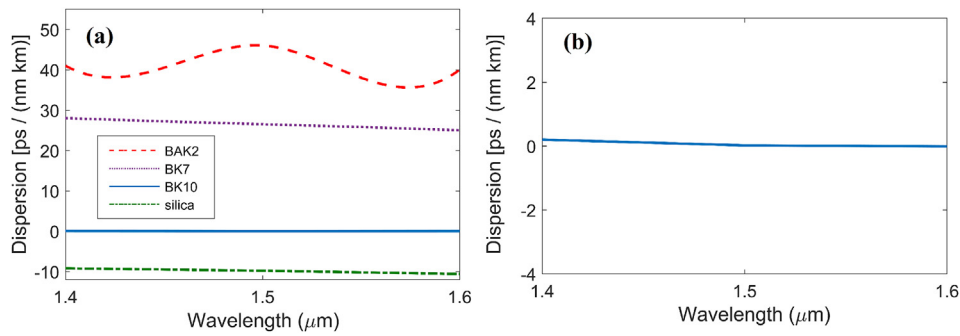 (a)
Dispersion [ps / (nm km)]
50
40
30
20
10
0
-10
BAK2
BK7
BK10
silica
1.4
1.5
1.6
Wavelength (μm)
(b)
Dispersion [ps / (nm km)]
4
2
0
-2
-4
1.4
1.5
1.6
Wavelength (μm)